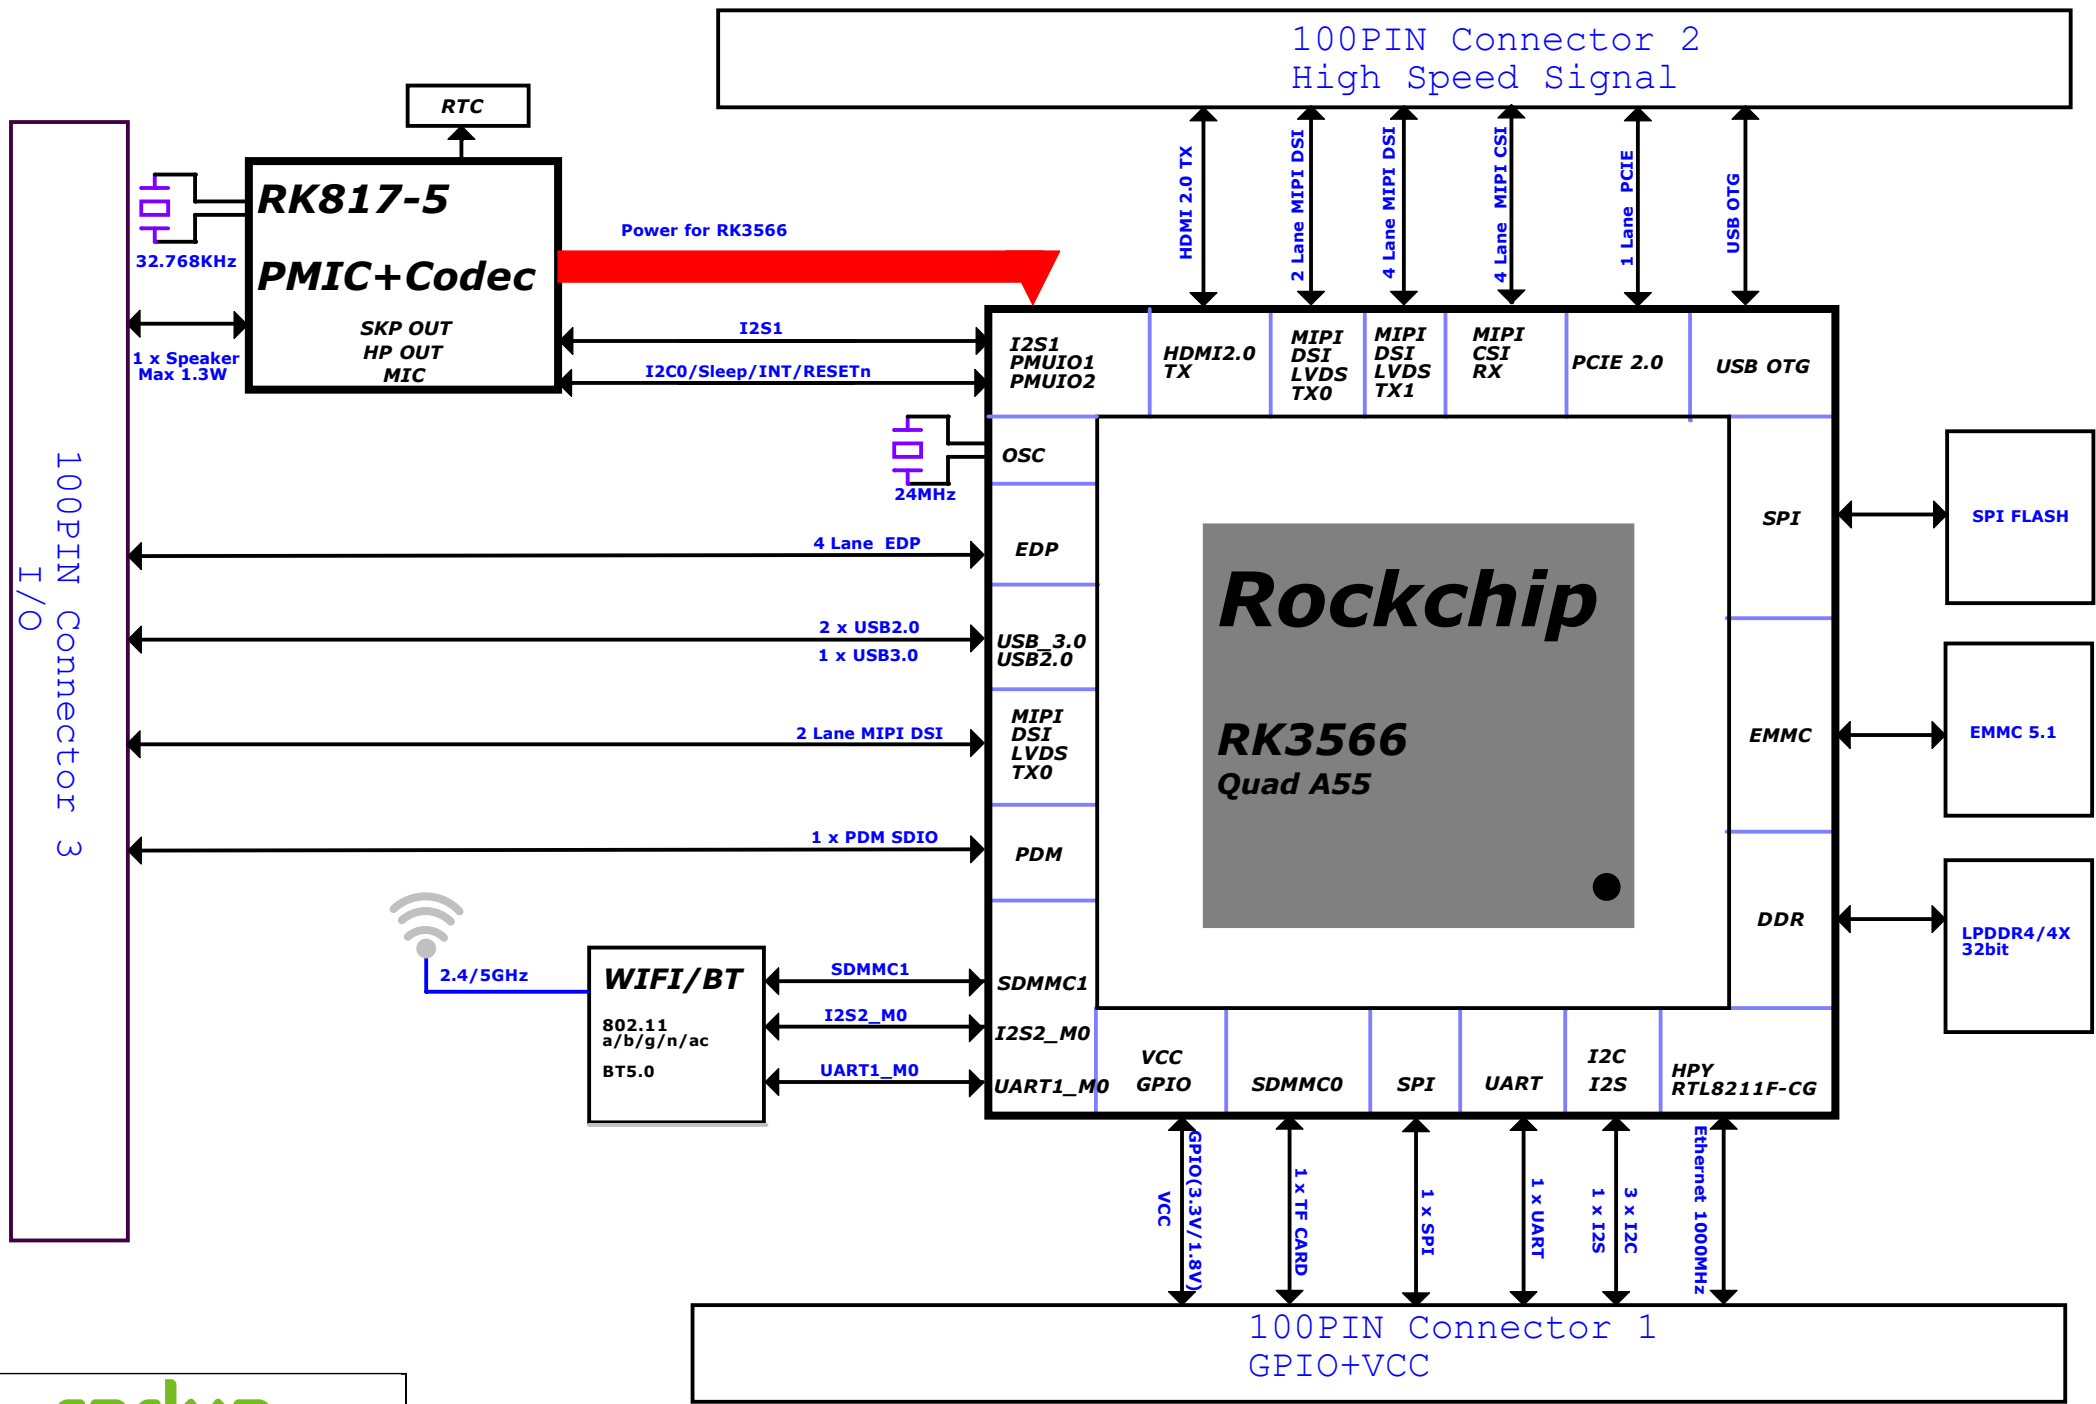 100PIN Connector 2
High Speed Signal
RTC
RK817-5
PMIC+Codec
SKP OUT
HP OUT
MIC
32.768KHz
1 x Speaker
Max 1.3W
Power for RK3566
I2S1
I2C0/Sleep/INT/RESETn
HDMI 2.0 TX
2 Lane MIPI DSI
4 Lane MIPI DSI
4 Lane MIPI CSI
1 Lane PCIE
USB OTG
I2S1
PMUIO1
PMUIO2
HDMI2.0
TX
MIPI
DSI
LVDS
TX0
MIPI
DSI
LVDS
TX1
MIPI
CSI
RX
PCIE 2.0
USB OTG
OSC
24MHz
100PIN Connector 3
I/O
4 Lane EDP
EDP
2 x USB2.0
1 x USB3.0
USB_3.0
USB2.0
2 Lane MIPI DSI
MIPI
DSI
LVDS
TX0
1 x PDM SDIO
PDM
Rockchip
RK3566
Quad A55
SPI
SPI FLASH
EMMC
EMMC 5.1
DDR
LPDDR4/4X
32bit
2.4/5GHz
WIFI/BT
802.11
a/b/g/n/ac
BT5.0
SDMMC1
I2S2_M0
UART1_M0
SDMMC1
I2S2_M0
UART1_M0
VCC
GPIO
SDMMC0
SPI
UART
I2C
I2S
HPY
RTL8211F-CG
GPIO(3.3V/1.8V)
VCC
1 x TF CARD
1 x SPI
1 x UART
3 x I2C
1 x I2S
Ethernet 1000MHz
100PIN Connector 1
GPIO+VCC